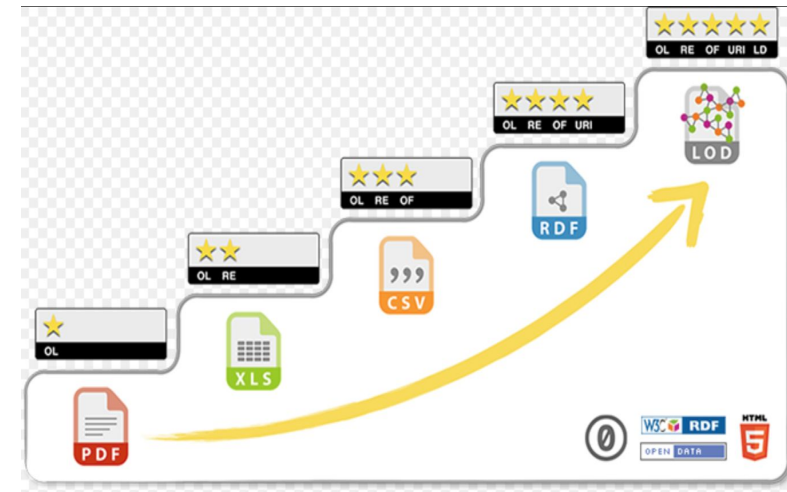 OL RE OF URI LD
OL RE OF URI
LOD
OL RE OF
RDF
OL RE
CSV
OL
XLS
PDF
0
W3C RDF
OPEN DATA
HTML
5